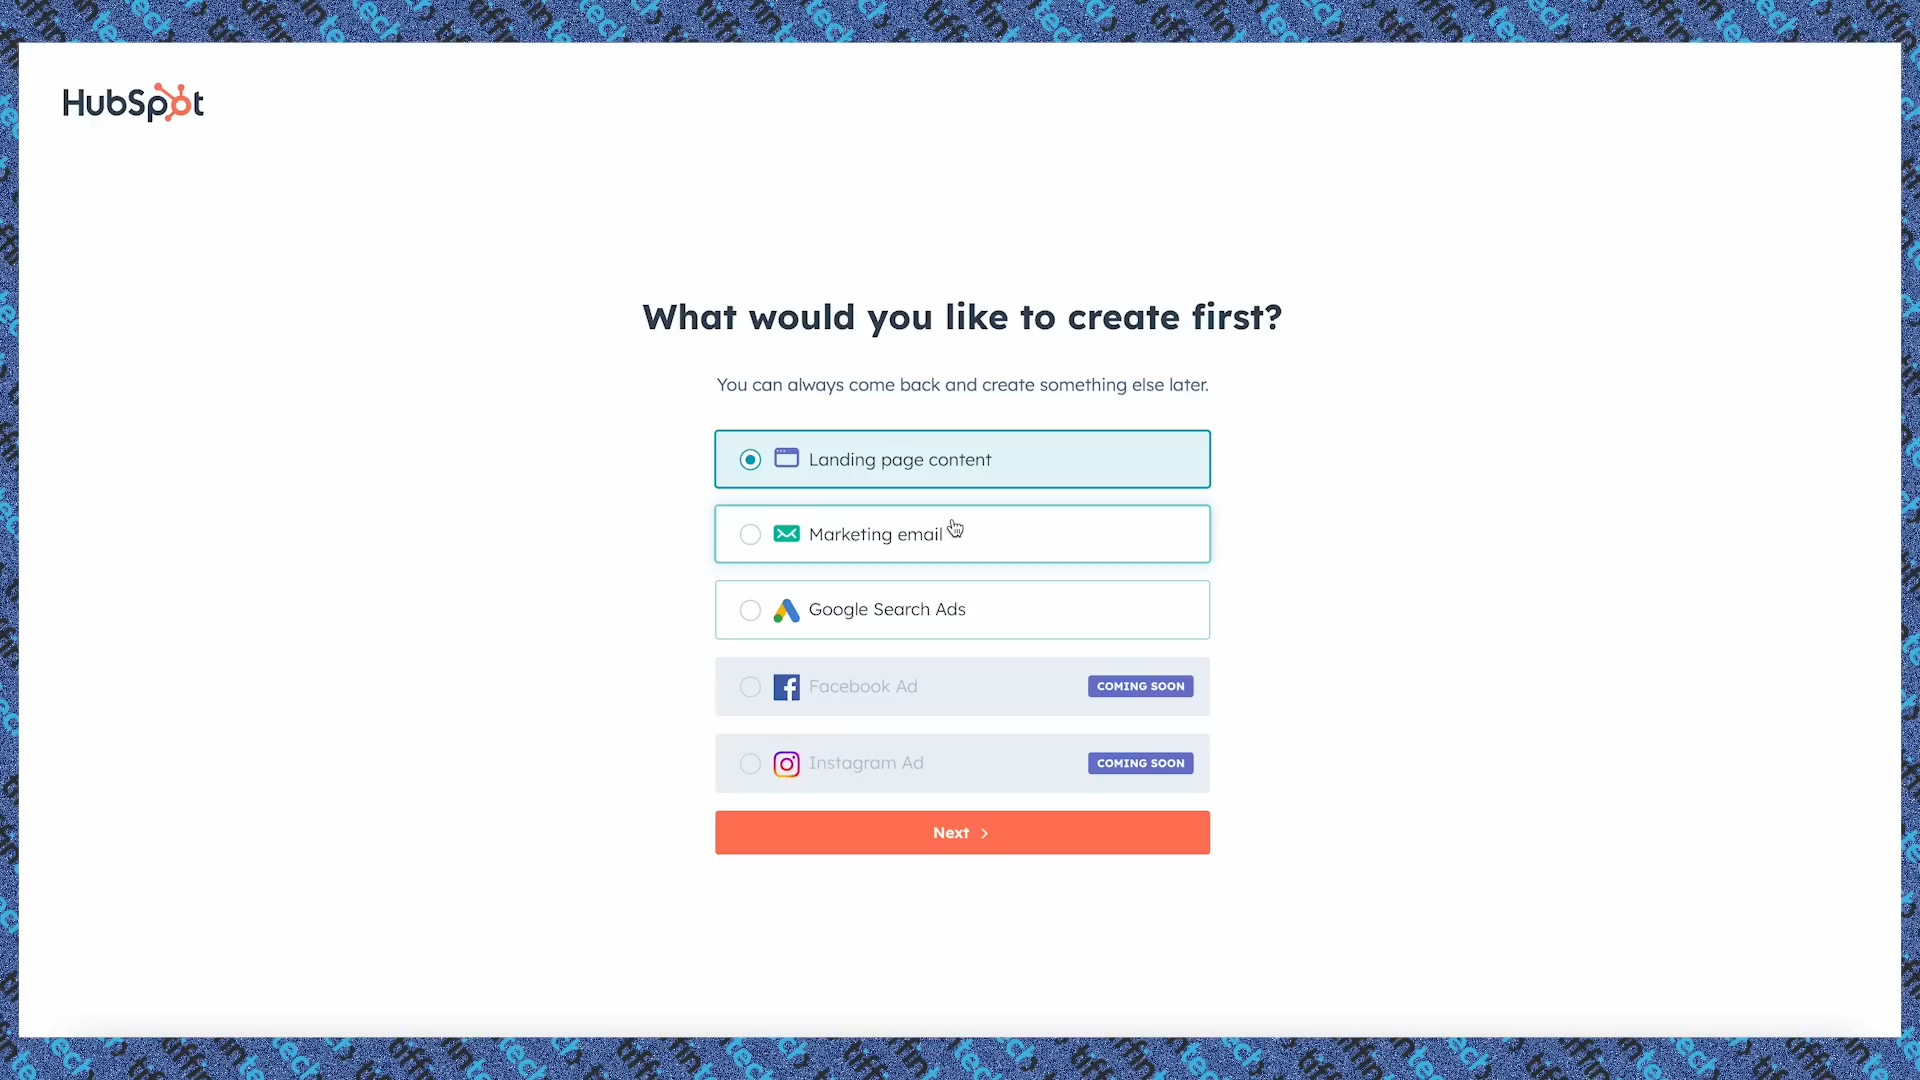 HubSpot
What would you like to create first?
You can always come back and create something else later.
Landing page content
Marketing email
Google Search Ads
Facebook Ad
COMING SOON
Instagram Ad
COMING SOON
Next